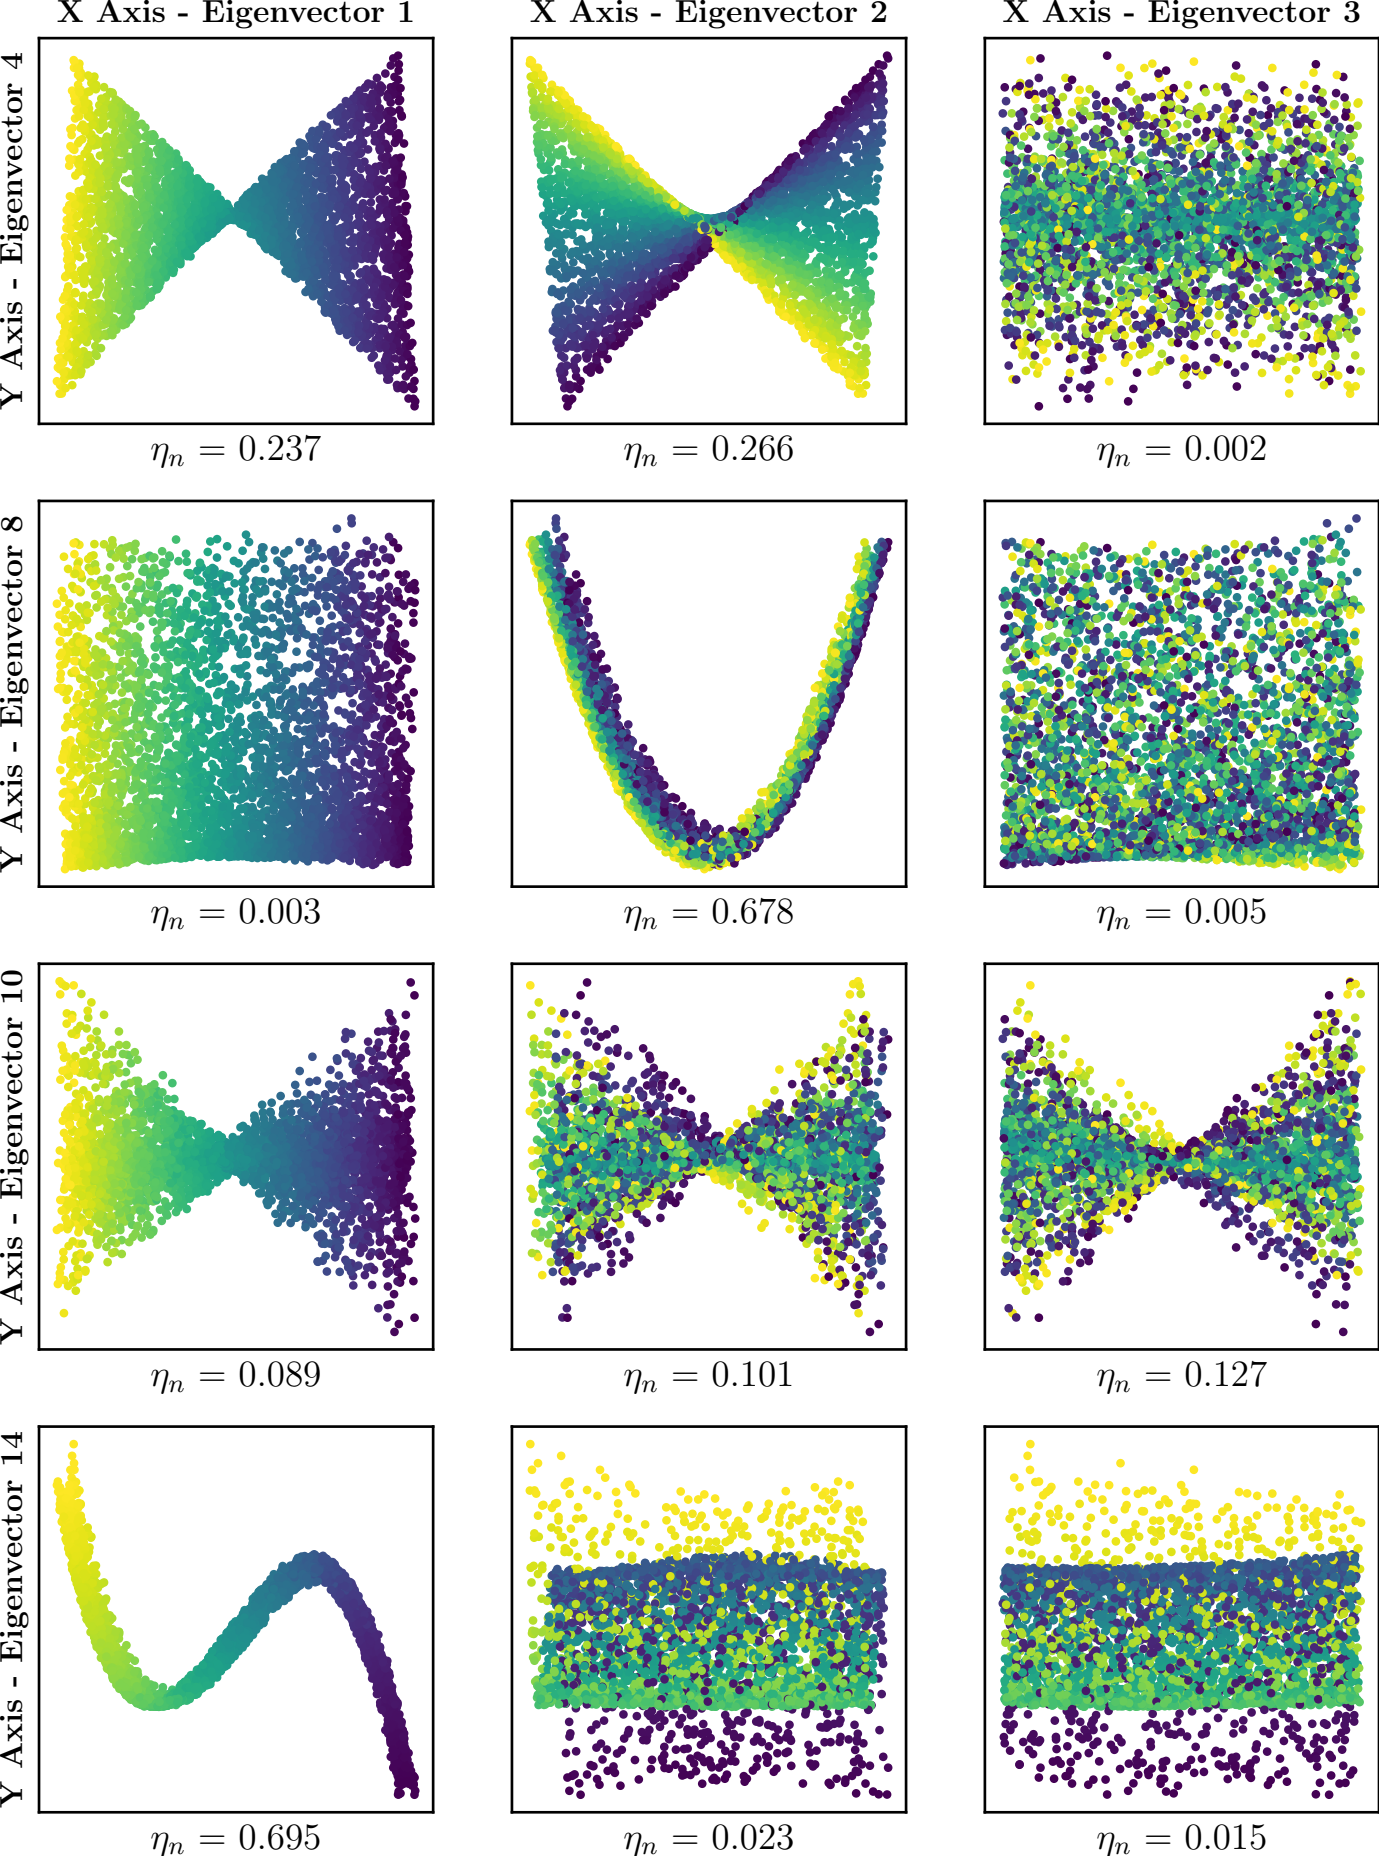 X Axis - Eigenvector 1
X Axis - Eigenvector 2
X Axis - Eigenvector 3
Y Axis - Eigenvector 4
ηₙ = 0.237
ηₙ = 0.266
ηₙ = 0.002
Y Axis - Eigenvector 8
ηₙ = 0.003
ηₙ = 0.678
ηₙ = 0.005
Y Axis - Eigenvector 10
ηₙ = 0.089
ηₙ = 0.101
ηₙ = 0.127
Y Axis - Eigenvector 14
ηₙ = 0.695
ηₙ = 0.023
ηₙ = 0.015